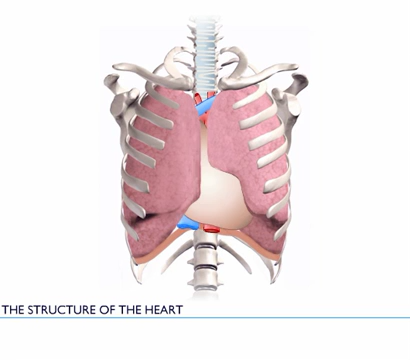 THE STRUCTURE OF THE HEART